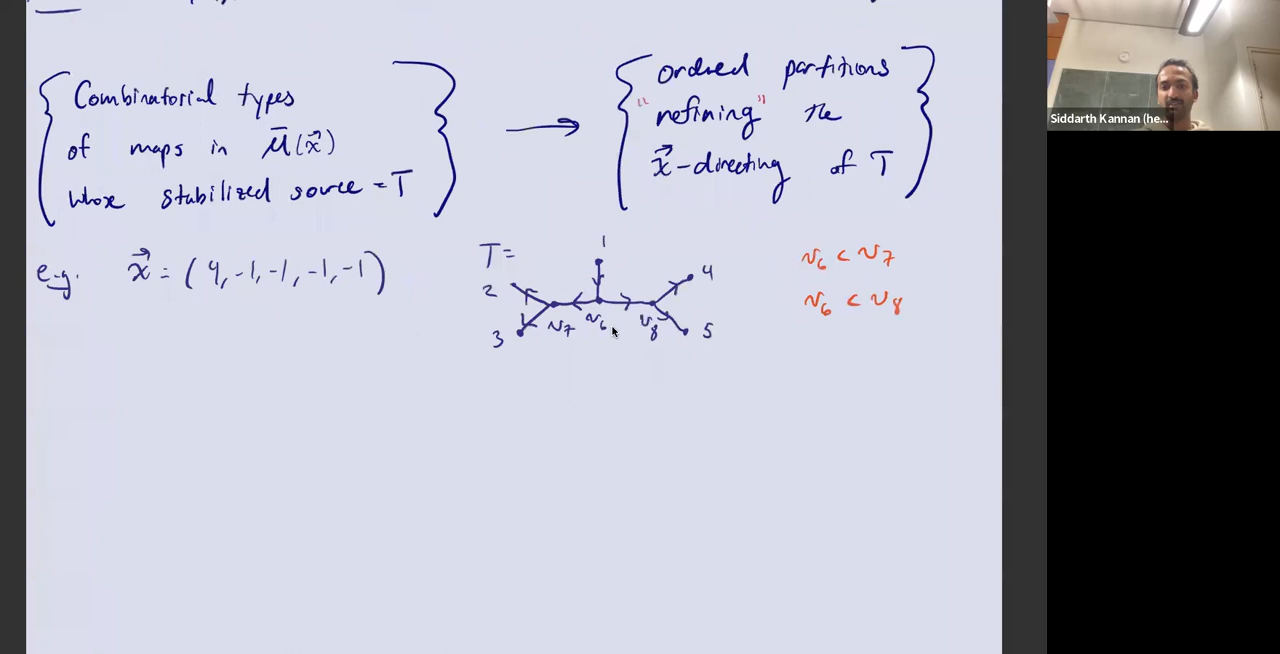 Combinatorial types
of maps in M̄(x⃗)
whose stabilized source = T
ordered partitions
"refining" the
x⃗-directing of T
e.g. x⃗ = (4, -1, -1, -1, -1)
T=
1
2
3
4
5
v₇
v₆
v₈
v₆ < v₇
v₆ < v₈
Siddarth Kannan (he...